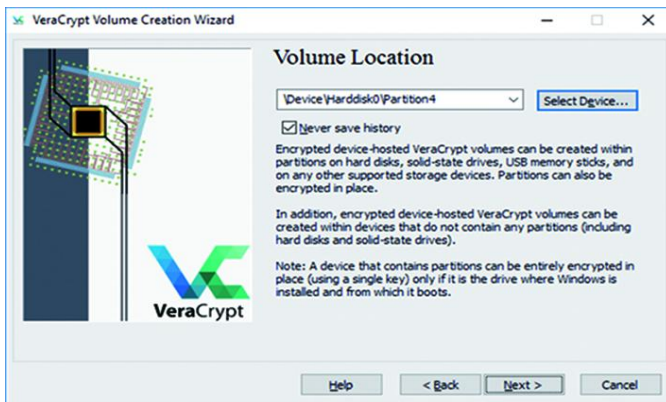 VeraCrypt Volume Creation Wizard
Volume Location
\Device\Harddisk0\Partition4
Select Device...
Never save history
Encrypted device-hosted VeraCrypt volumes can be created within
partitions on hard disks, solid-state drives, USB memory sticks, and
on any other supported storage devices. Partitions can also be
encrypted in place.
In addition, encrypted device-hosted VeraCrypt volumes can be
created within devices that do not contain any partitions (including
hard disks and solid-state drives).
Note: A device that contains partitions can be entirely encrypted in
place (using a single key) only if it is the drive where Windows is
installed and from which it boots.
VeraCrypt
Help
< Back
Next >
Cancel